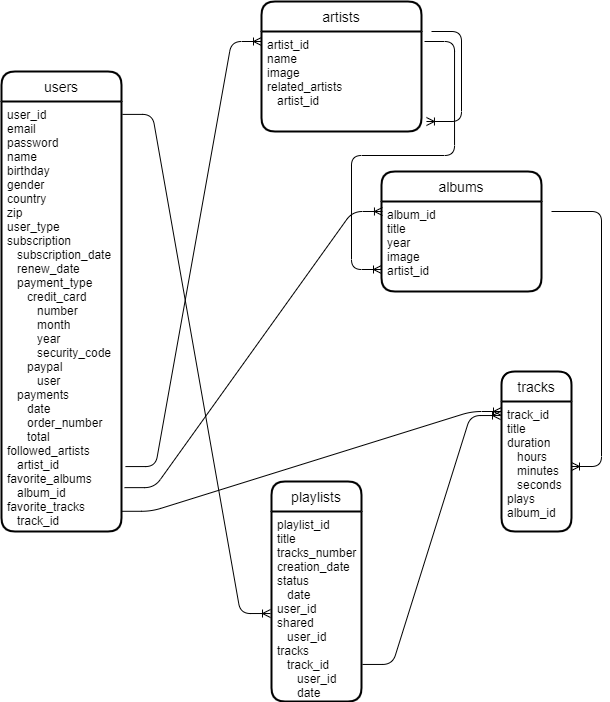 artists
artist_id
name
image
related_artists
artist_id
users
user_id
email
password
name
birthday
gender
country
zip
user_type
subscription
subscription_date
renew_date
payment_type
credit_card
number
month
year
security_code
paypal
user
payments
date
order_number
total
followed_artists
artist_id
favorite_albums
album_id
favorite_tracks
track_id
albums
album_id
title
year
image
artist_id
tracks
track_id
title
duration
hours
minutes
seconds
plays
album_id
playlists
playlist_id
title
tracks_number
creation_date
status
date
user_id
shared
user_id
tracks
track_id
user_id
date